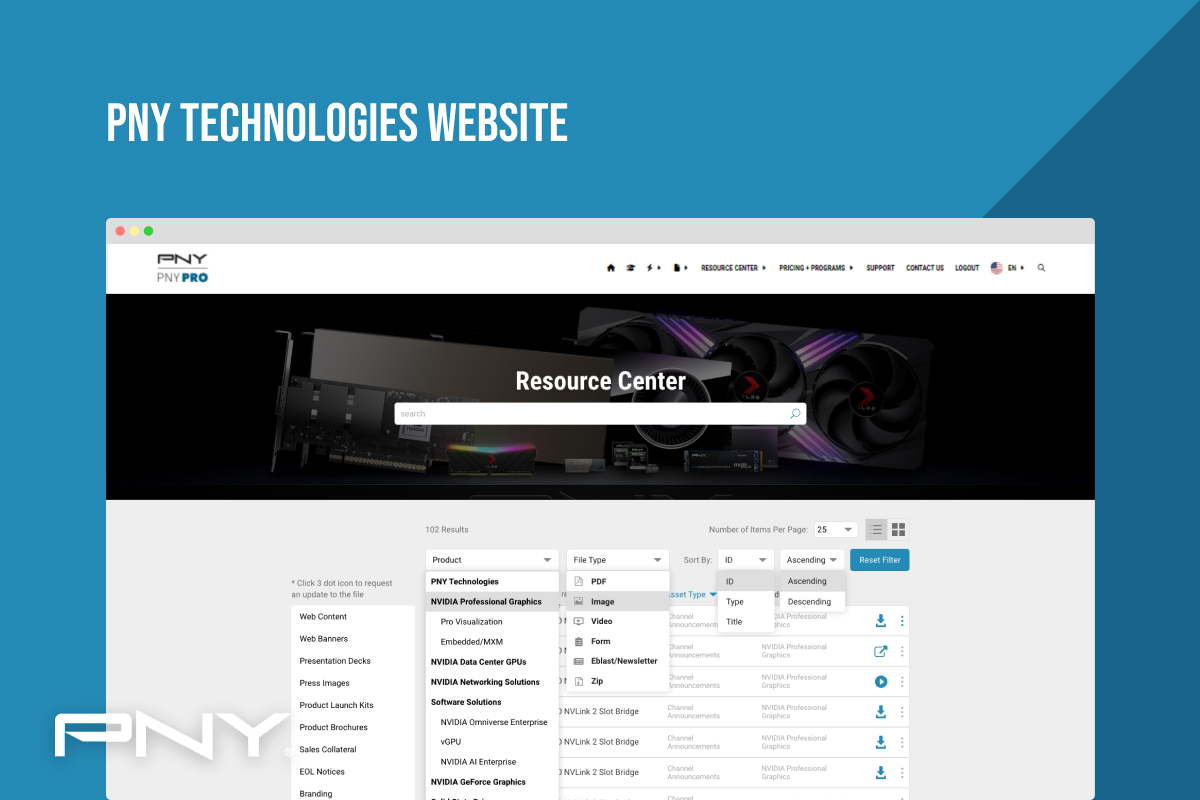 PNY TECHNOLOGIES WEBSITE
PNY
PNY PRO
RESOURCE CENTER
PRICING + PROGRAMS
SUPPORT
CONTACT US
LOGOUT
EN
Resource Center
search
102 Results
Number of Items Per Page:
25
Product
File Type
Sort By:
ID
Ascending
Reset Filter
* Click 3 dot icon to request
an update to the file
Web Content
Web Banners
Presentation Decks
Press Images
Product Launch Kits
Product Brochures
Sales Collateral
EOL Notices
Branding
PNY Technologies
NVIDIA Professional Graphics
Pro Visualization
Embedded/MXM
NVIDIA Data Center GPUs
NVIDIA Networking Solutions
Software Solutions
NVIDIA Omniverse Enterprise
vGPU
NVIDIA AI Enterprise
NVIDIA GeForce Graphics
PDF
Image
Video
Form
Eblast/Newsletter
Zip
sset Type
ID
Type
Title
Ascending
Descending
Channel
Announcements
NVIDIA Professional
Graphics
Channel
Announcements
NVIDIA Professional
Graphics
Channel
Announcements
NVIDIA Professional
Graphics
NVLink 2 Slot Bridge
Channel
Announcements
NVIDIA Professional
Graphics
NVLink 2 Slot Bridge
Channel
Announcements
NVIDIA Professional
Graphics
NVLink 2 Slot Bridge
Channel
Announcements
NVIDIA Professional
Graphics
PNY